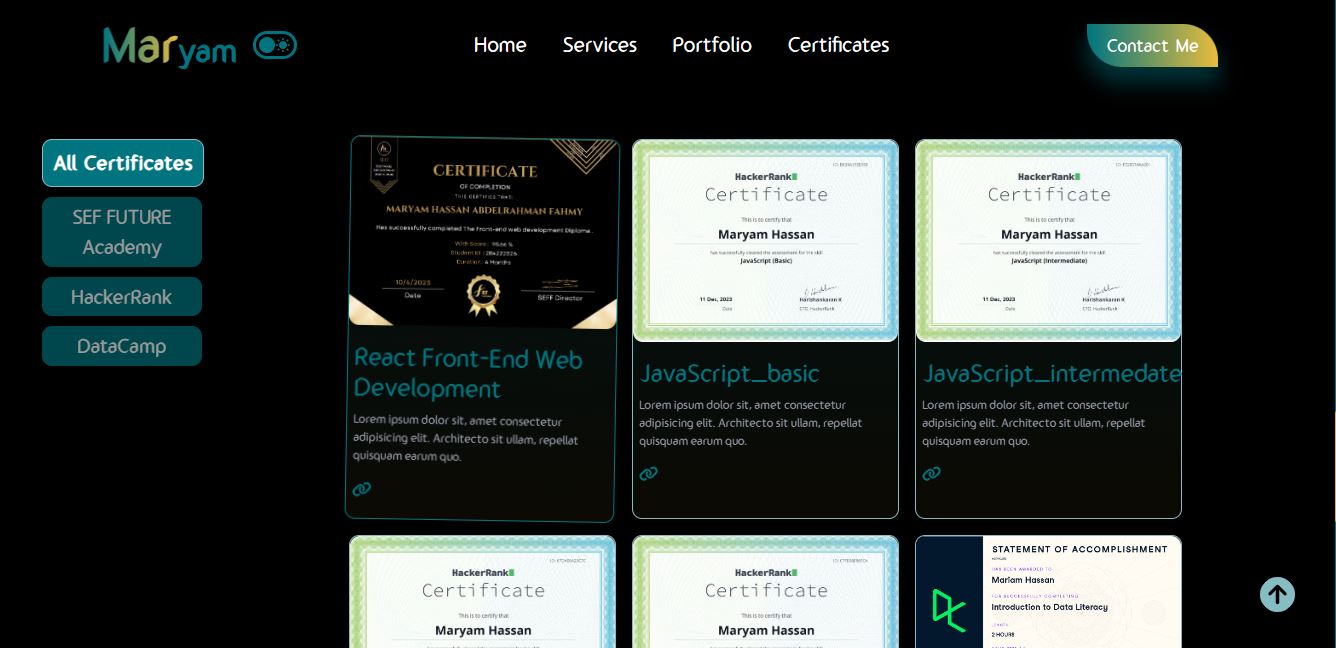 Maryam
Home
Services
Portfolio
Certificates
Contact Me
All Certificates
SEF FUTURE
Academy
HackerRank
DataCamp
CERTIFICATE
OF COMPLETION
THIS CERTIFIES THAT:
MARYAM HASSAN ABDELRAHMAN FAHMY
Has successfully completed The Front-end web development Diploma.
Duration : 4 Months
10/4/2023
Date
SEFF Director
React Front-End Web
Development
Lorem ipsum dolor sit, amet consectetur
adipisicing elit. Architecto sit ullam, repellat
quisquam earum quo.
HackerRank
Certificate
This is to certify that
Maryam Hassan
has successfully cleared the assessment for the skill
JavaScript (Basic)
11 Dec, 2023
Date
Harishankaran K
CTO, HackerRank
JavaScript_basic
Lorem ipsum dolor sit, amet consectetur
adipisicing elit. Architecto sit ullam, repellat
quisquam earum quo.
HackerRank
Certificate
This is to certify that
Maryam Hassan
has successfully cleared the assessment for the skill
JavaScript (Intermediate)
11 Dec, 2023
Date
Harishankaran K
CTO, HackerRank
JavaScript_intermedate
Lorem ipsum dolor sit, amet consectetur
adipisicing elit. Architecto sit ullam, repellat
quisquam earum quo.
HackerRank
Certificate
This is to certify that
Maryam Hassan
HackerRank
Certificate
This is to certify that
Maryam Hassan
STATEMENT OF ACCOMPLISHMENT
HAS BEEN AWARDED TO
Mariam Hassan
FOR SUCCESSFULLY COMPLETING
Introduction to Data Literacy
2 HOURS